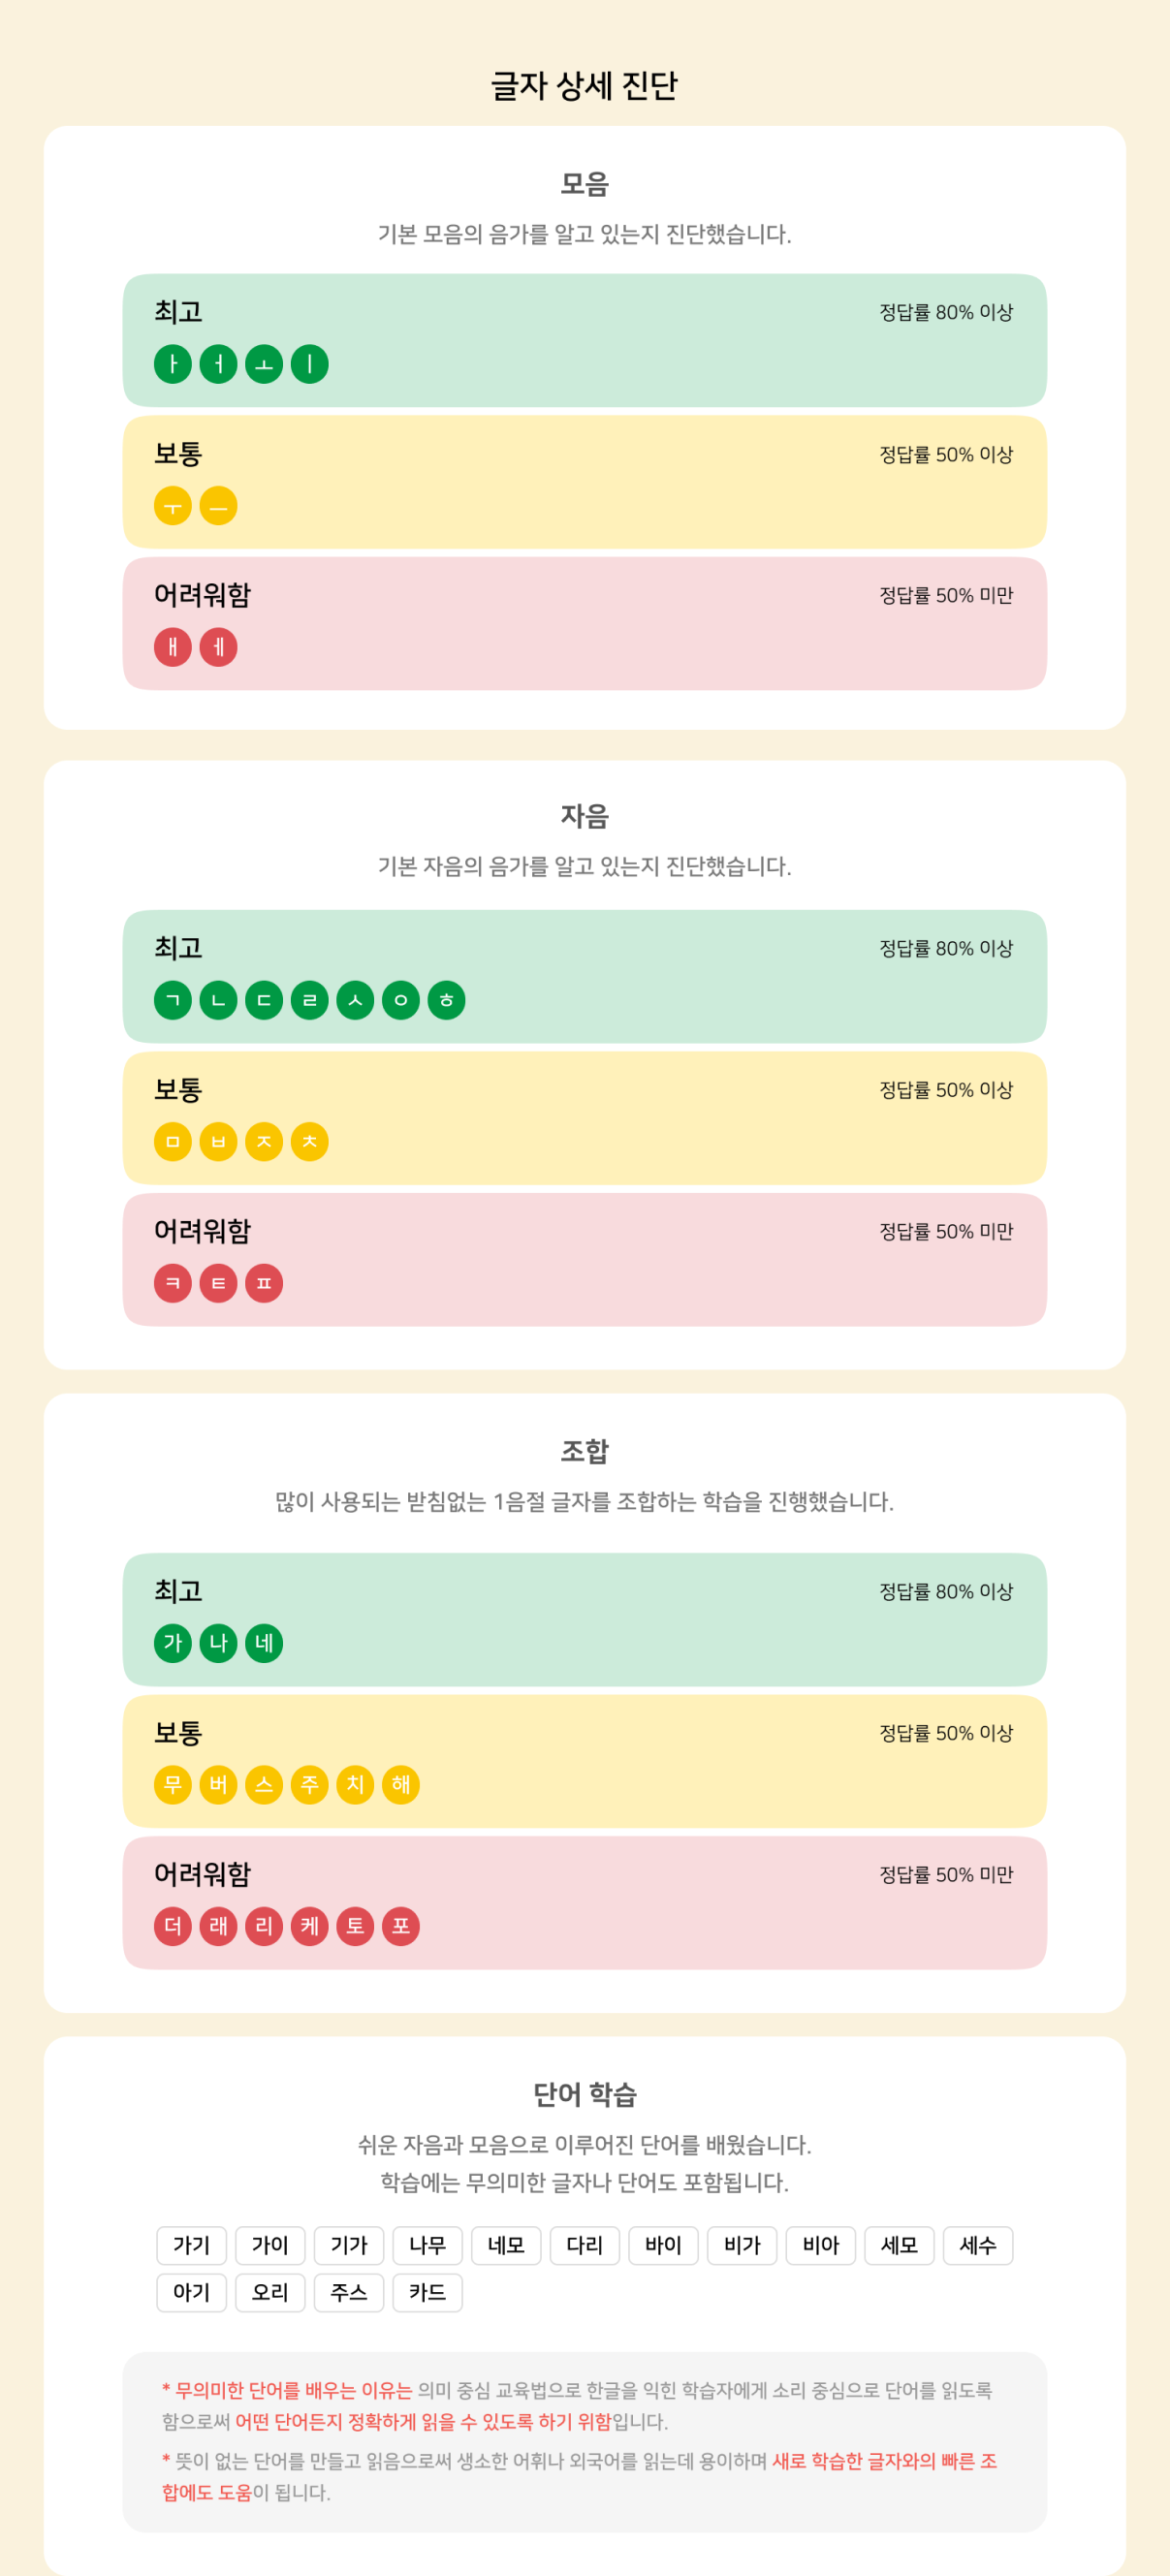 글자 상세 진단
모음
기본 모음의 음가를 알고 있는지 진단했습니다.
최고 정답률 80% 이상
ㅏ ㅓ ㅗ ㅣ
보통 정답률 50% 이상
ㅜ ㅡ
어려워함 정답률 50% 미만
ㅐ ㅔ
자음
기본 자음의 음가를 알고 있는지 진단했습니다.
최고 정답률 80% 이상
ㄱ ㄴ ㄷ ㄹ ㅅ ㅇ ㅎ
보통 정답률 50% 이상
ㅁ ㅂ ㅈ ㅊ
어려워함 정답률 50% 미만
ㅋ ㅌ ㅍ
조합
많이 사용되는 받침없는 1음절 글자를 조합하는 학습을 진행했습니다.
최고 정답률 80% 이상
가 나 네
보통 정답률 50% 이상
무 버 스 주 치 해
어려워함 정답률 50% 미만
더 래 리 케 토 포
단어 학습
쉬운 자음과 모음으로 이루어진 단어를 배웠습니다.
학습에는 무의미한 글자나 단어도 포함됩니다.
가기 가이 기가 나무 네모 다리 바이 비가 비아 세모 세수
아기 오리 주스 카드
* 무의미한 단어를 배우는 이유는 의미 중심 교육법으로 한글을 익힌 학습자에게 소리 중심으로 단어를 읽도록
함으로써 어떤 단어든지 정확하게 읽을 수 있도록 하기 위함입니다.
* 뜻이 없는 단어를 만들고 읽음으로써 생소한 어휘나 외국어를 읽는데 용이하며 새로 학습한 글자와의 빠른 조
합에도 도움이 됩니다.